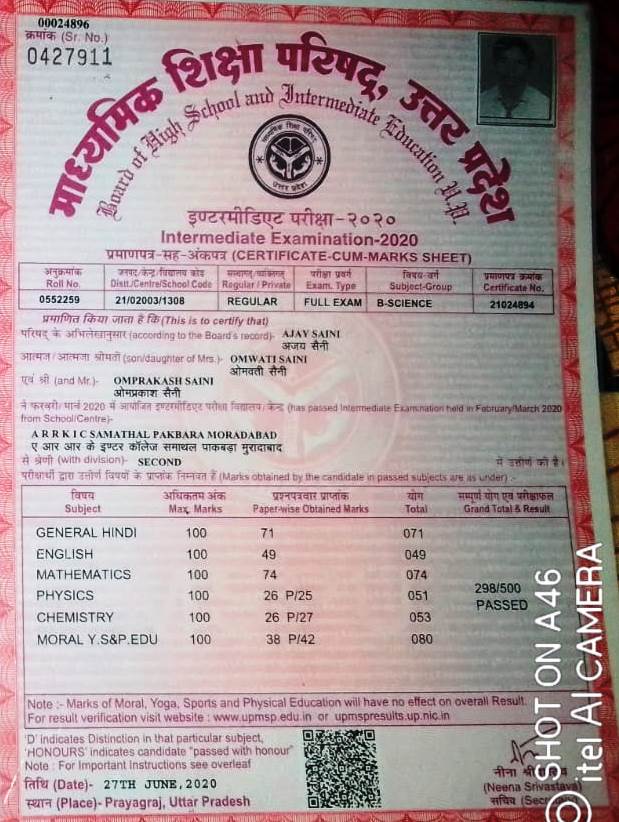 00024896
क्रमांक (Sr. No.)
0427911
माध्यमिक शिक्षा परिषद्, उत्तर प्रदेश
Board of High School and Intermediate Education U.P.
माध्यमिक शिक्षा परिषद्
उत्तर प्रदेश
इण्टरमीडिएट परीक्षा-२०२०
Intermediate Examination-2020
प्रमाणपत्र-सह-अंकपत्र (CERTIFICATE-CUM-MARKS SHEET)
अनुक्रमांक जनपद/केन्द्र/विद्यालय कोड संस्थागत/व्यक्तिगत परीक्षा प्रवर्ग विषय-वर्ग प्रमाणपत्र क्रमांक
Roll No. Distt./Centre/School Code Regular / Private Exam. Type Subject-Group Certificate No.
0552259 21/02003/1308 REGULAR FULL EXAM B-SCIENCE 21024894
प्रमाणित किया जाता है कि (This is to certify that)
परिषद् के अभिलेखानुसार (according to the Board's record)- AJAY SAINI
अजय सैनी
आत्मज/आत्मजा श्रीमती (son/daughter of Mrs.)- OMWATI SAINI
ओमवती सैनी
एवं श्री (and Mr.)- OMPRAKASH SAINI
ओमप्रकाश सैनी
ने फरवरी/मार्च 2020 में आयोजित इण्टरमीडिएट परीक्षा विद्यालय/केन्द्र (has passed Intermediate Examination held in February/March 2020
from School/Centre)-
A R R K I C SAMATHAL PAKBARA MORADABAD
ए आर आर के इण्टर कॉलेज समाथल पाकबड़ा मुरादाबाद
से श्रेणी (with division)- SECOND में उत्तीर्ण की है।
परीक्षार्थी द्वारा उत्तीर्ण विषयों के प्राप्तांक निम्नवत हैं (Marks obtained by the candidate in passed subjects are as under) :-
विषय अधिकतम अंक प्रश्नपत्रवार प्राप्तांक योग सम्पूर्ण योग एवं परीक्षाफल
Subject Max. Marks Paper-wise Obtained Marks Total Grand Total & Result
GENERAL HINDI 100 71 071
ENGLISH 100 49 049
MATHEMATICS 100 74 074
PHYSICS 100 26 P/25 051 298/500
PASSED
CHEMISTRY 100 26 P/27 053
MORAL Y.S&P.EDU 100 38 P/42 080
Note :- Marks of Moral, Yoga, Sports and Physical Education will have no effect on overall Result.
For result verification visit website : www.upmsp.edu.in or upmspresults.up.nic.in
'D' indicates Distinction in that particular subject,
'HONOURS' indicates candidate "passed with honour"
Note : For Important Instructions see overleaf
तिथि (Date)- 27TH JUNE,2020
स्थान (Place)- Prayagraj, Uttar Pradesh
नीना
(Neena Srivastava)
सचिव
SHOT ON A46
itel AI CAMERA